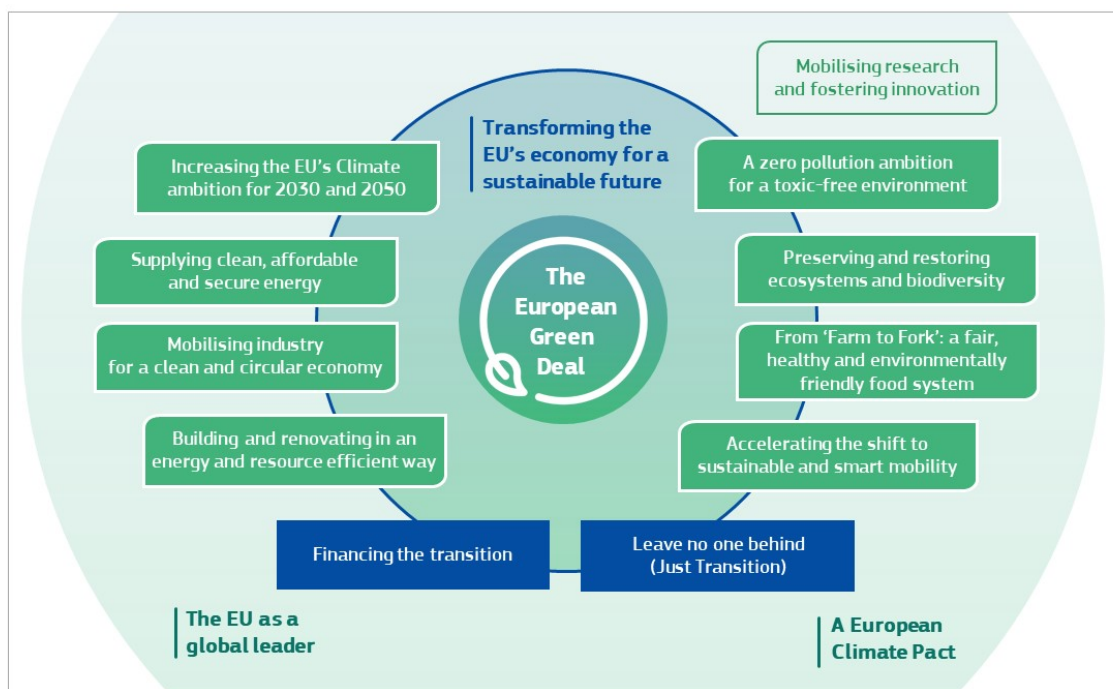 Mobilising research
and fostering innovation
Transforming the
EU's economy for a
sustainable future
Increasing the EU's Climate
ambition for 2030 and 2050
A zero pollution ambition
for a toxic-free environment
Supplying clean, affordable
and secure energy
The
European
Green
Deal
Preserving and restoring
ecosystems and biodiversity
Mobilising industry
for a clean and circular economy
From ‘Farm to Fork’: a fair,
healthy and environmentally
friendly food system
Building and renovating in an
energy and resource efficient way
Accelerating the shift to
sustainable and smart mobility
Financing the transition
Leave no one behind
(Just Transition)
The EU as a
global leader
A European
Climate Pact